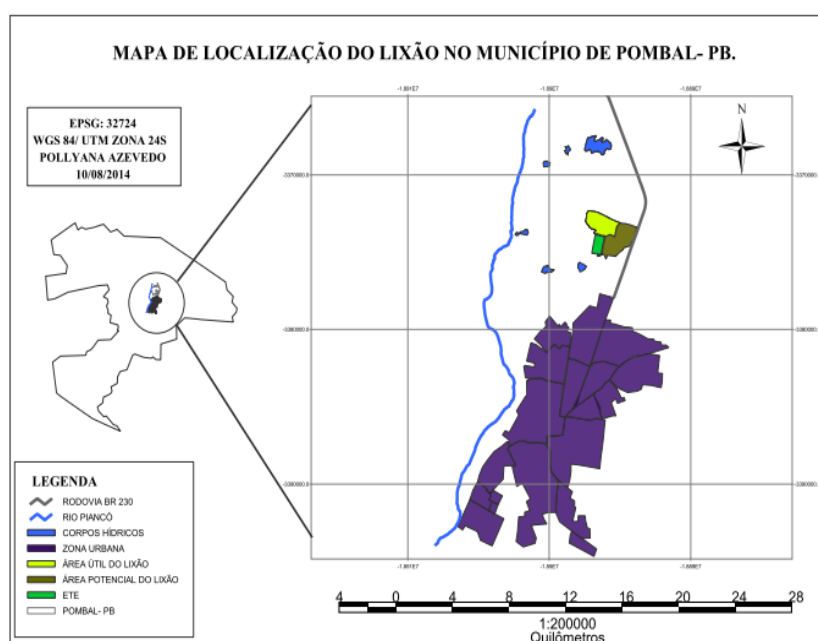 MAPA DE LOCALIZAÇÃO DO LIXÃO NO MUNICÍPIO DE POMBAL- PB.
EPSG: 32724
WGS 84/ UTM ZONA 24S
POLLYANA AZEVEDO
10/08/2014
N
LEGENDA
RODOVIA BR 230
RIO PIANCÓ
CORPOS HÍDRICOS
ZONA URBANA
ÁREA ÚTIL DO LIXÃO
ÁREA POTENCIAL DO LIXÃO
ETE
POMBAL- PB
4 0 4 8 12 16 20 24 28
1:200000
Quilômetros